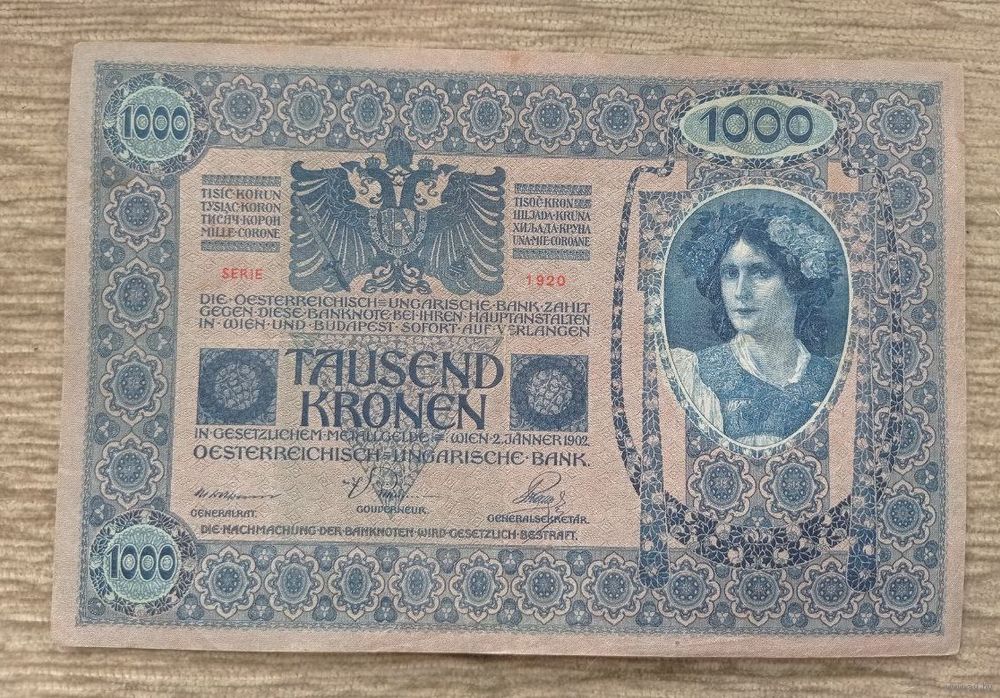 1000
1000
TISÍC·KORUN
TYSIĄC·KORON
ТИСЯЧ·КОРОН
MILLE·CORONE
TISOČ·KRON
HILJADA·KRUNA
ХИЉАДА·КРУНА
UNA·MIE·COROANE
SERIE
1920
DIE·OESTERREICHISCH=UNGARISCHE·BANK·ZAHLT
GEGEN·DIESE·BANKNOTE·BEI·IHREN·HAUPTANSTALTEN
IN·WIEN·UND·BUDAPEST·SOFORT·AUF·VERLANGEN
TAUSEND
KRONEN
IN·GESETZLICHEM·METALLGELDE·=·WIEN·2.JÄNNER 1902
OESTERREICHISCH=UNGARISCHE·BANK.
GENERALRAT.
GOUVERNEUR.
GENERALSEKRETÄR.
DIE·NACHMACHUNG·DER·BANKNOTEN·WIRD·GESETZLICH·BESTRAFT.
1000